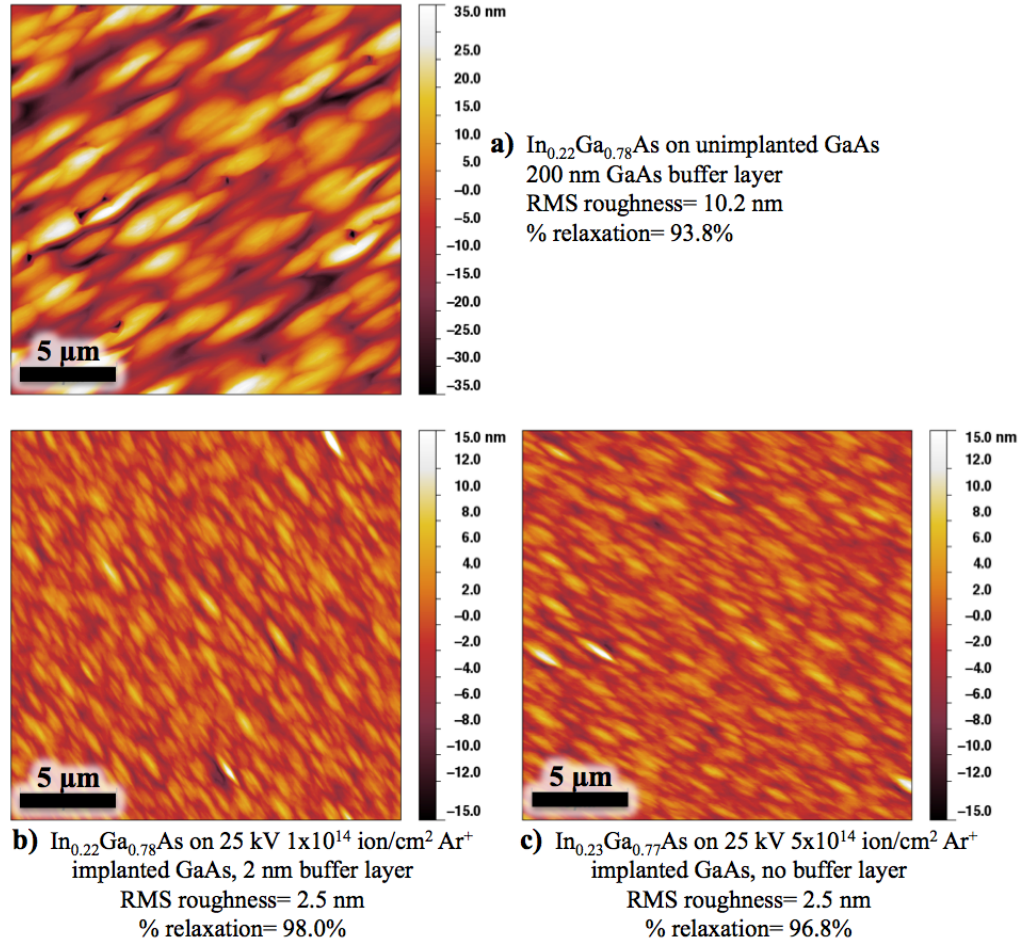 35.0 nm
25.0
20.0
15.0
10.0
5.0
−0.0
−5.0
−10.0
−15.0
−20.0
−25.0
−30.0
−35.0
5 µm
a) In0.22Ga0.78As on unimplanted GaAs
200 nm GaAs buffer layer
RMS roughness= 10.2 nm
% relaxation= 93.8%
15.0 nm
12.0
10.0
8.0
6.0
4.0
2.0
−0.0
−2.0
−4.0
−6.0
−8.0
−10.0
−12.0
−15.0
5 µm
15.0 nm
12.0
10.0
8.0
6.0
4.0
2.0
−0.0
−2.0
−4.0
−6.0
−8.0
−10.0
−12.0
−15.0
5 µm
b) In0.22Ga0.78As on 25 kV 1x10¹⁴ ion/cm² Ar⁺
implanted GaAs, 2 nm buffer layer
RMS roughness= 2.5 nm
% relaxation= 98.0%
c) In0.23Ga0.77As on 25 kV 5x10¹⁴ ion/cm² Ar⁺
implanted GaAs, no buffer layer
RMS roughness= 2.5 nm
% relaxation= 96.8%